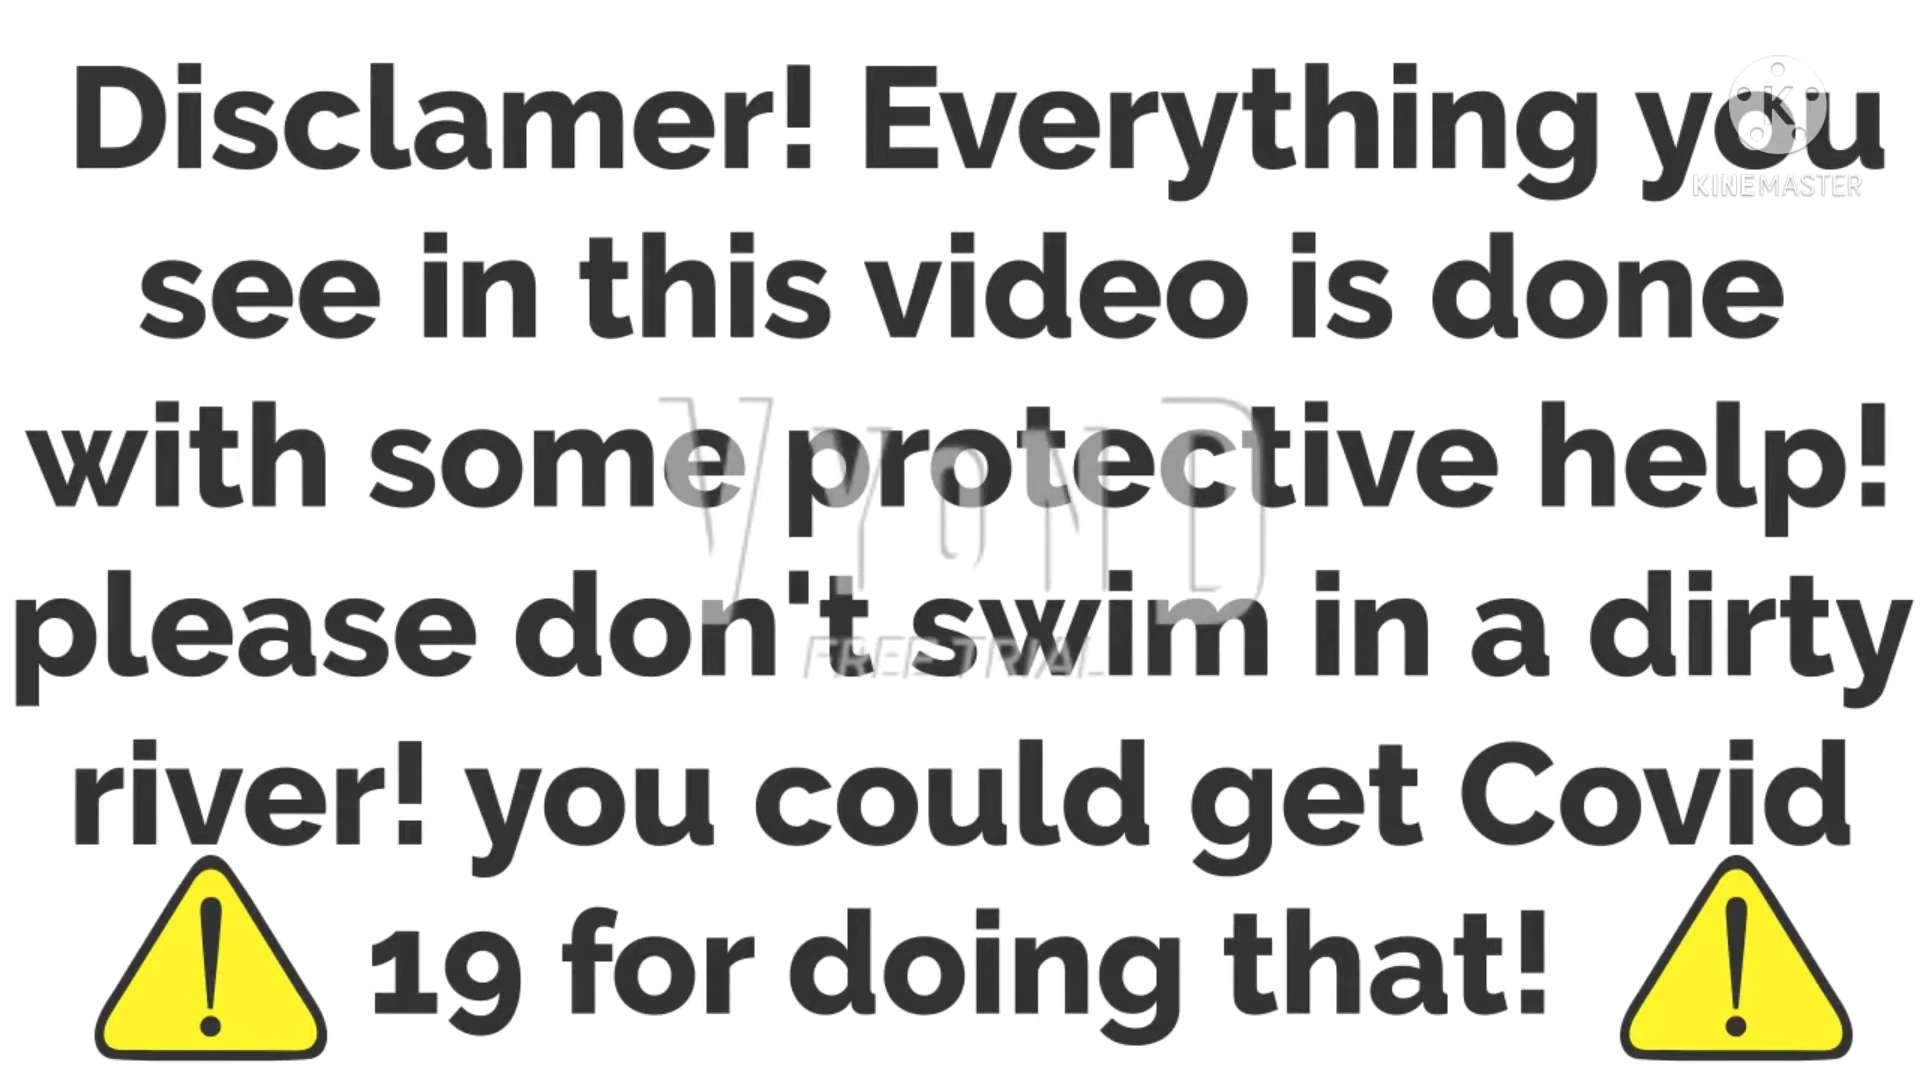 Disclamer! Everything you
KINEMASTER
see in this video is done
with some protective help!
VYOND
please don't swim in a dirty
FREE TRIAL
river! you could get Covid
19 for doing that!